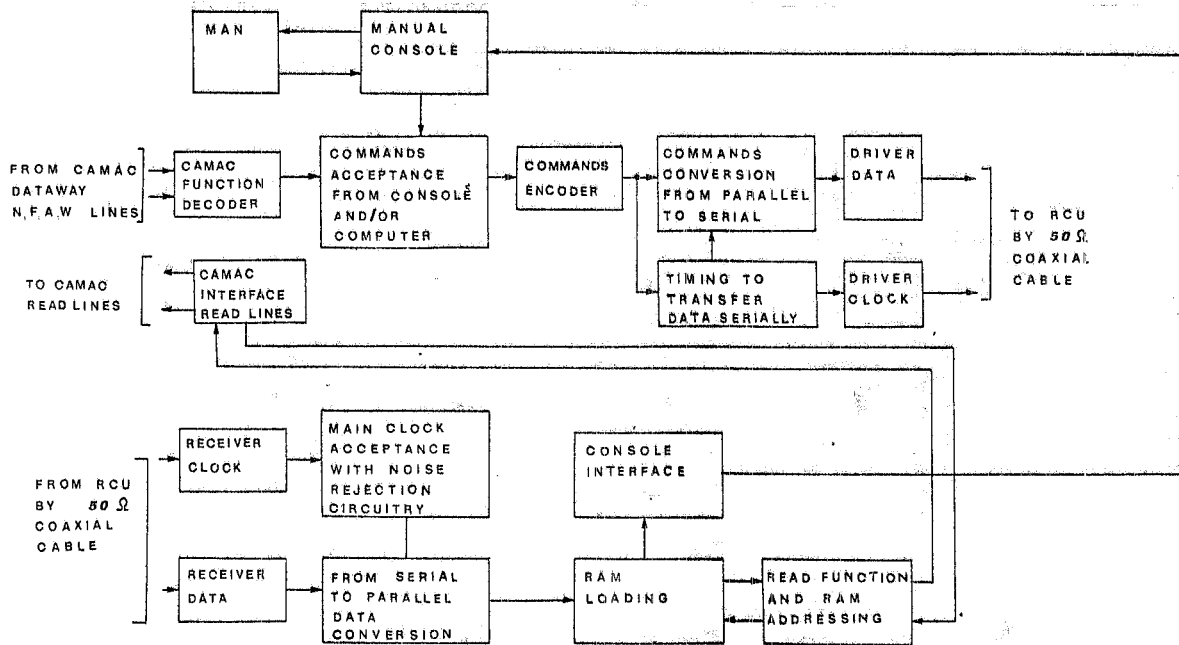 MAN
MANUAL
CONSOLE
FROM CAMAC
DATAWAY
N,F,A,W LINES
CAMAC
FUNCTION
DECODER
COMMANDS
ACCEPTANCE
FROM CONSOLE
AND/OR
COMPUTER
COMMANDS
ENCODER
COMMANDS
CONVERSION
FROM PARALLEL
TO SERIAL
DRIVER
DATA
TO RCU
BY 50 Ω
COAXIAL
CABLE
TO CAMAC
READ LINES
CAMAC
INTERFACE
READ LINES
TIMING TO
TRANSFER
DATA SERIALLY
DRIVER
CLOCK
FROM RCU
BY 50 Ω
COAXIAL
CABLE
RECEIVER
CLOCK
MAIN CLOCK
ACCEPTANCE
WITH NOISE
REJECTION
CIRCUITRY
CONSOLE
INTERFACE
RECEIVER
DATA
FROM SERIAL
TO PARALLEL
DATA
CONVERSION
RAM
LOADING
READ FUNCTION
AND RAM
ADDRESSING